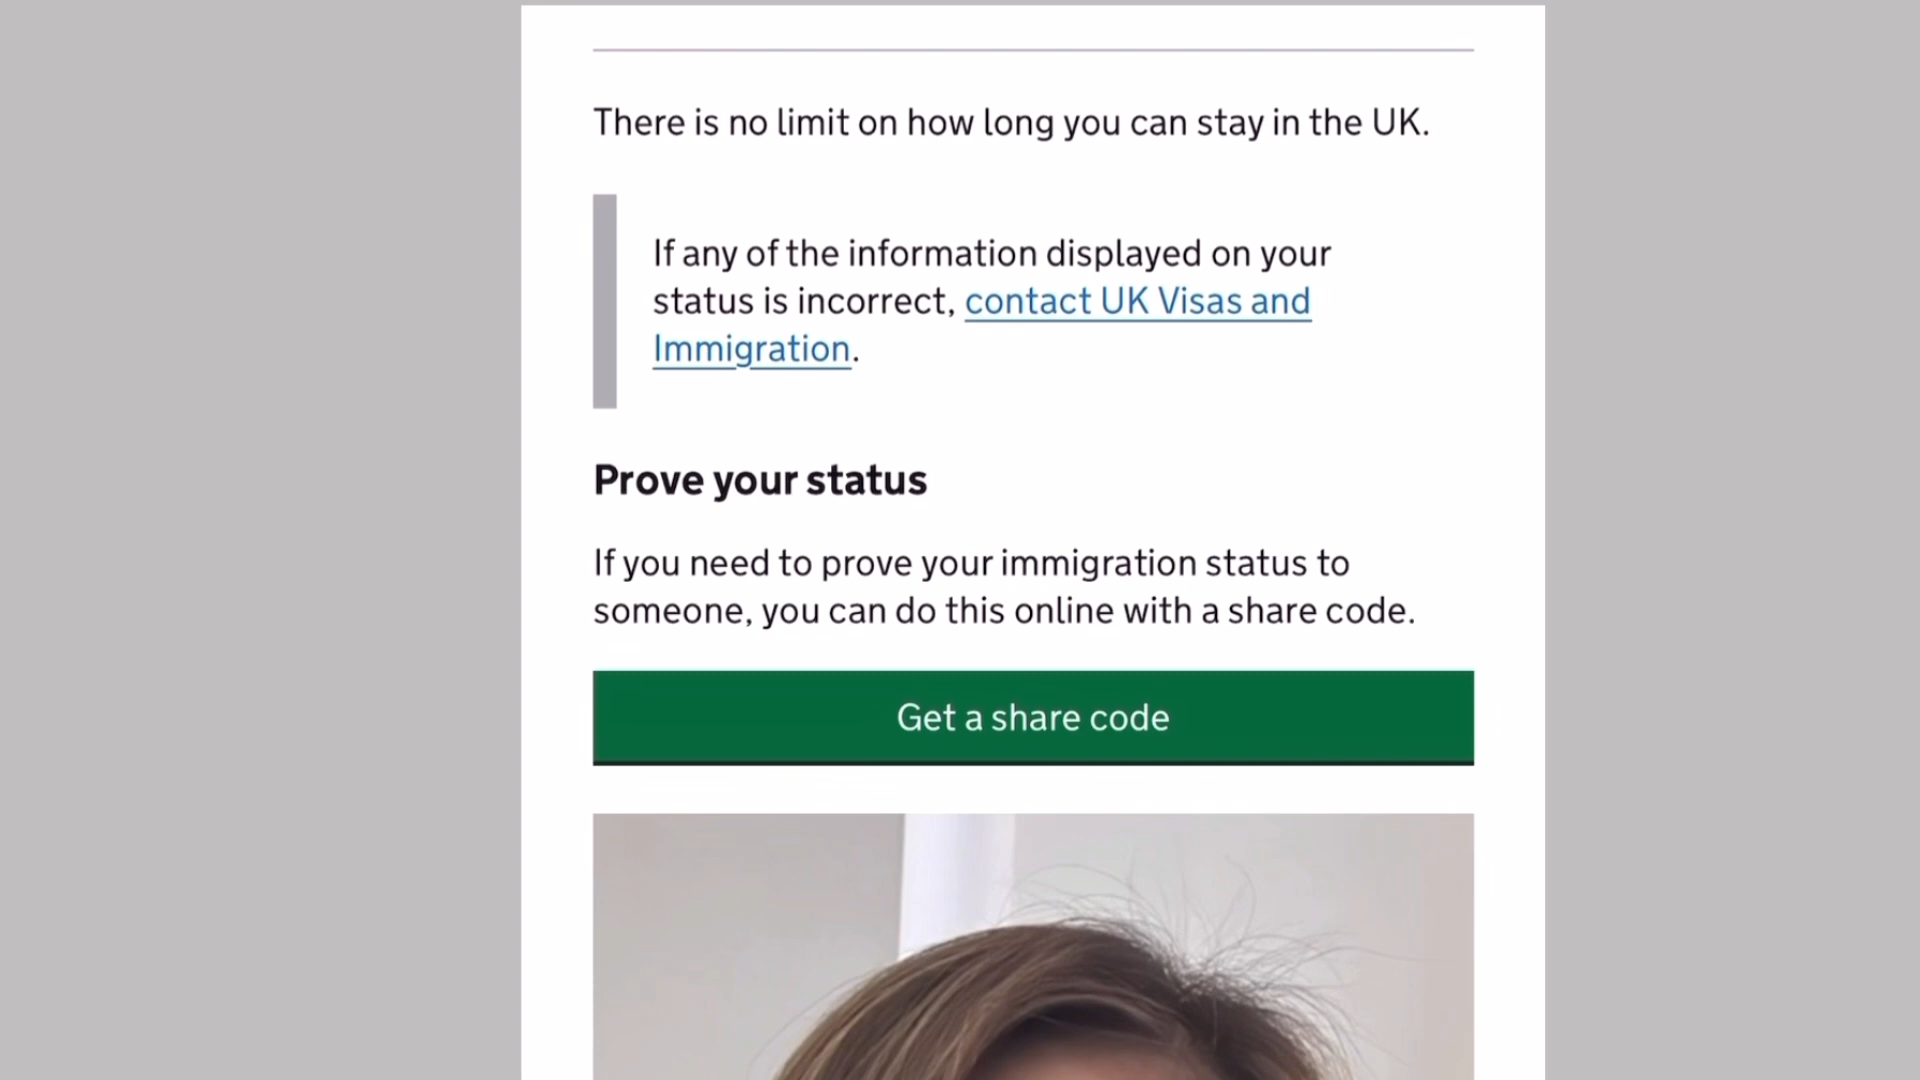 There is no limit on how long you can stay in the UK.
If any of the information displayed on your
status is incorrect, contact UK Visas and
Immigration.
Prove your status
If you need to prove your immigration status to
someone, you can do this online with a share code.
Get a share code